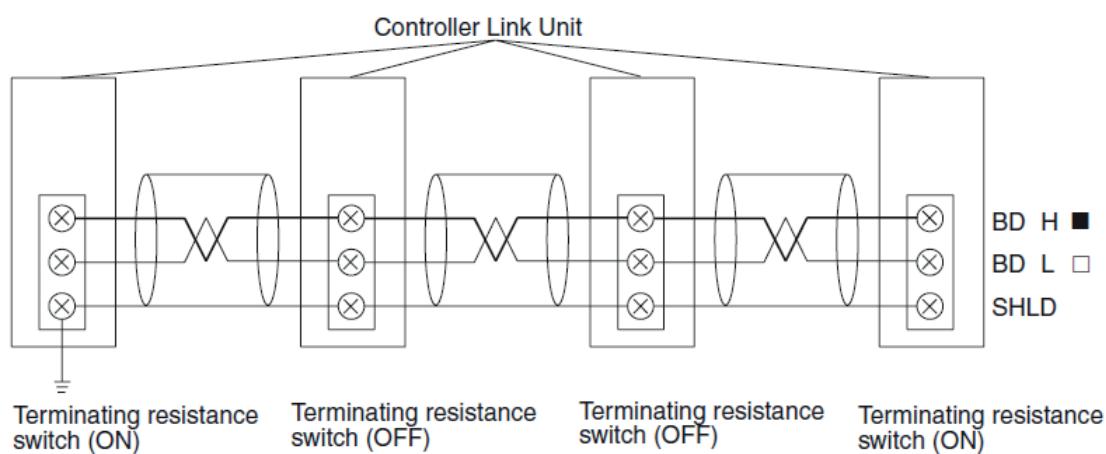 Controller Link Unit
BD H ■
BD L □
SHLD
Terminating resistance
switch (ON)
Terminating resistance
switch (OFF)
Terminating resistance
switch (OFF)
Terminating resistance
switch (ON)